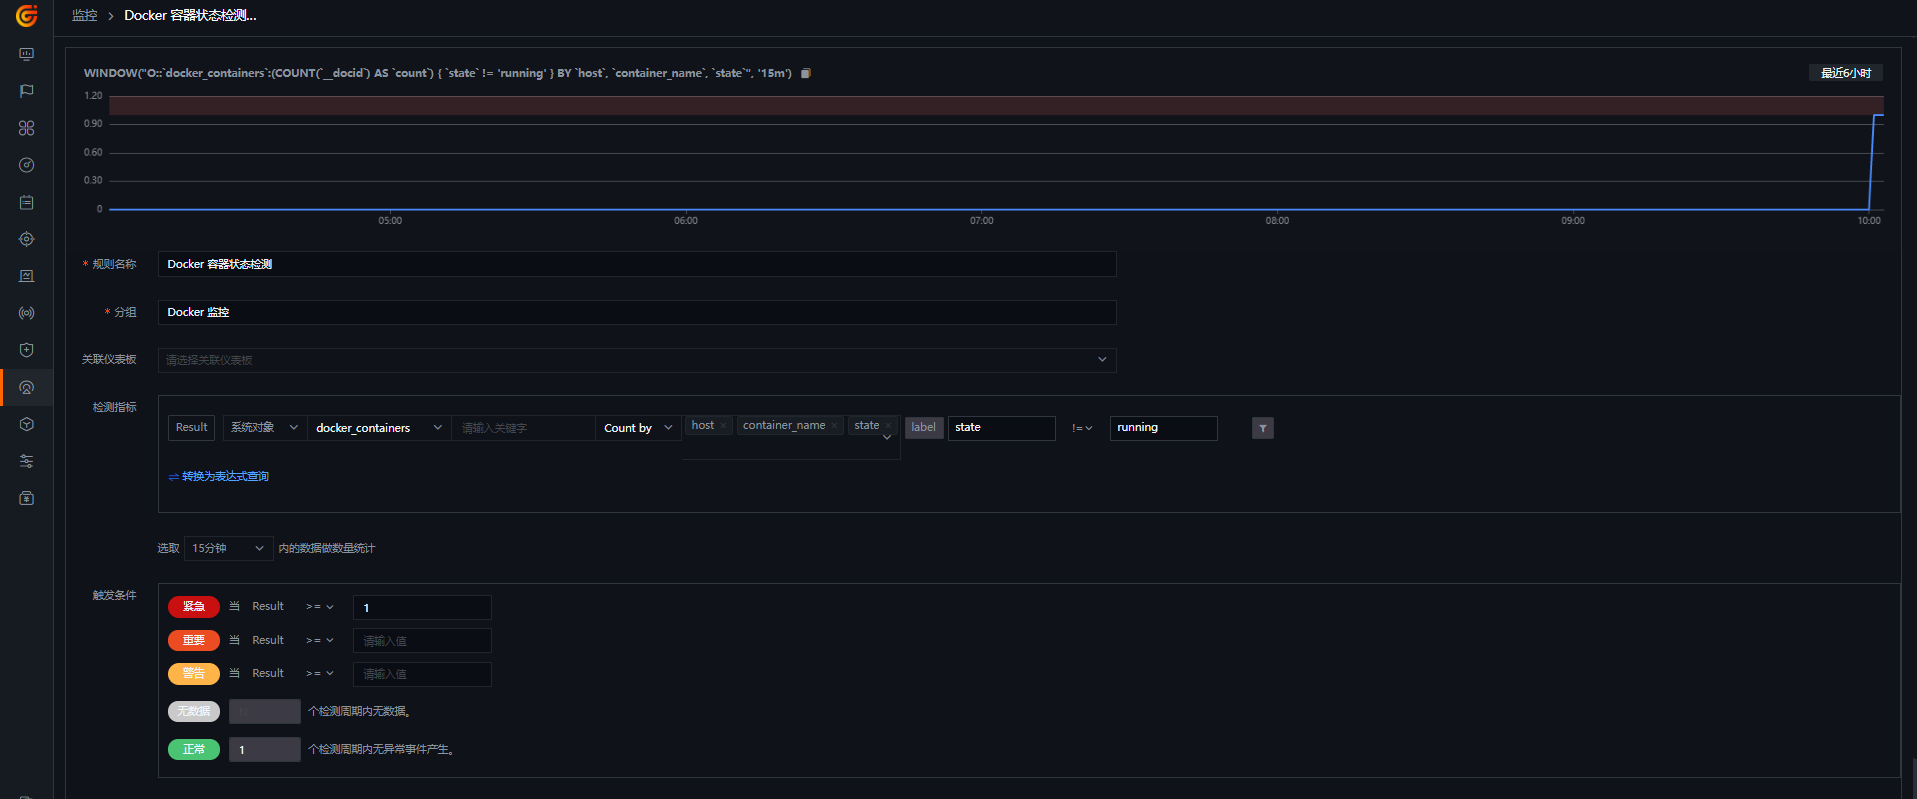 监控 > Docker 容器状态检测...
WINDOW("O::`docker_containers`:(COUNT(`__docid`) AS `count`) { `state` != 'running' } BY `host`, `container_name`, `state`", '15m')
最近6小时
1.20
0.90
0.60
0.30
0
05:00 06:00 07:00 08:00 09:00 10:00
* 规则名称 Docker 容器状态检测
* 分组 Docker 监控
关联仪表板 请选择关联仪表板
检测指标
Result 系统对象 docker_containers 请输入关键字 Count by host × container_name × state × label state != running
⇌ 转换为表达式查询
选取 15分钟 内的数据做数量统计
触发条件
紧急 当 Result >= 1
重要 当 Result >= 请输入值
警告 当 Result >= 请输入值
无数据 个检测周期内无数据。
正常 1 个检测周期内无异常事件产生。